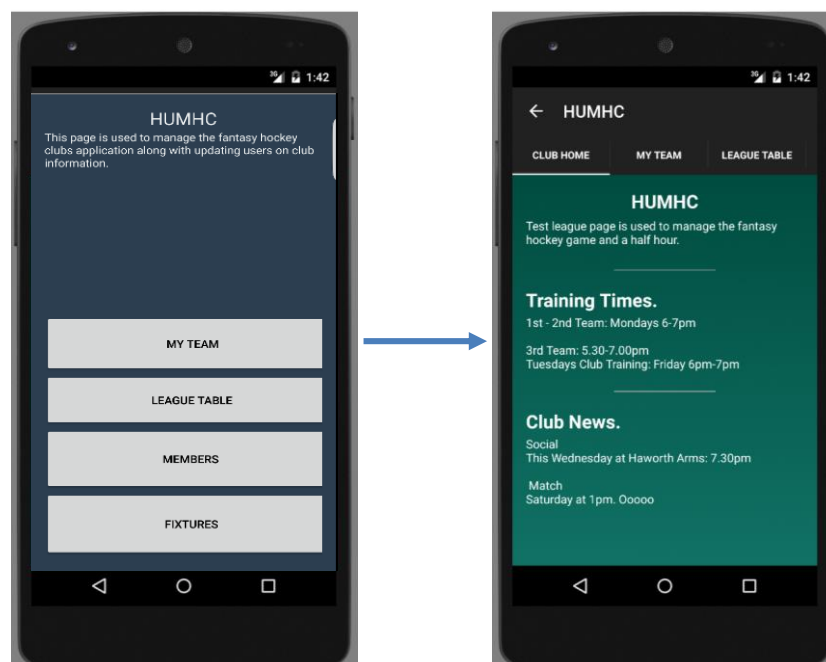 3G 1:42
HUMHC
This page is used to manage the fantasy hockey
clubs application along with updating users on club
information.
MY TEAM
LEAGUE TABLE
MEMBERS
FIXTURES
3G 1:42
HUMHC
CLUB HOME MY TEAM LEAGUE TABLE
HUMHC
Test league page is used to manage the fantasy
hockey game and a half hour.
Training Times.
1st - 2nd Team: Mondays 6-7pm
3rd Team: 5.30-7.00pm
Tuesdays Club Training: Friday 6pm-7pm
Club News.
Social
This Wednesday at Haworth Arms: 7.30pm
Match
Saturday at 1pm. Ooooo